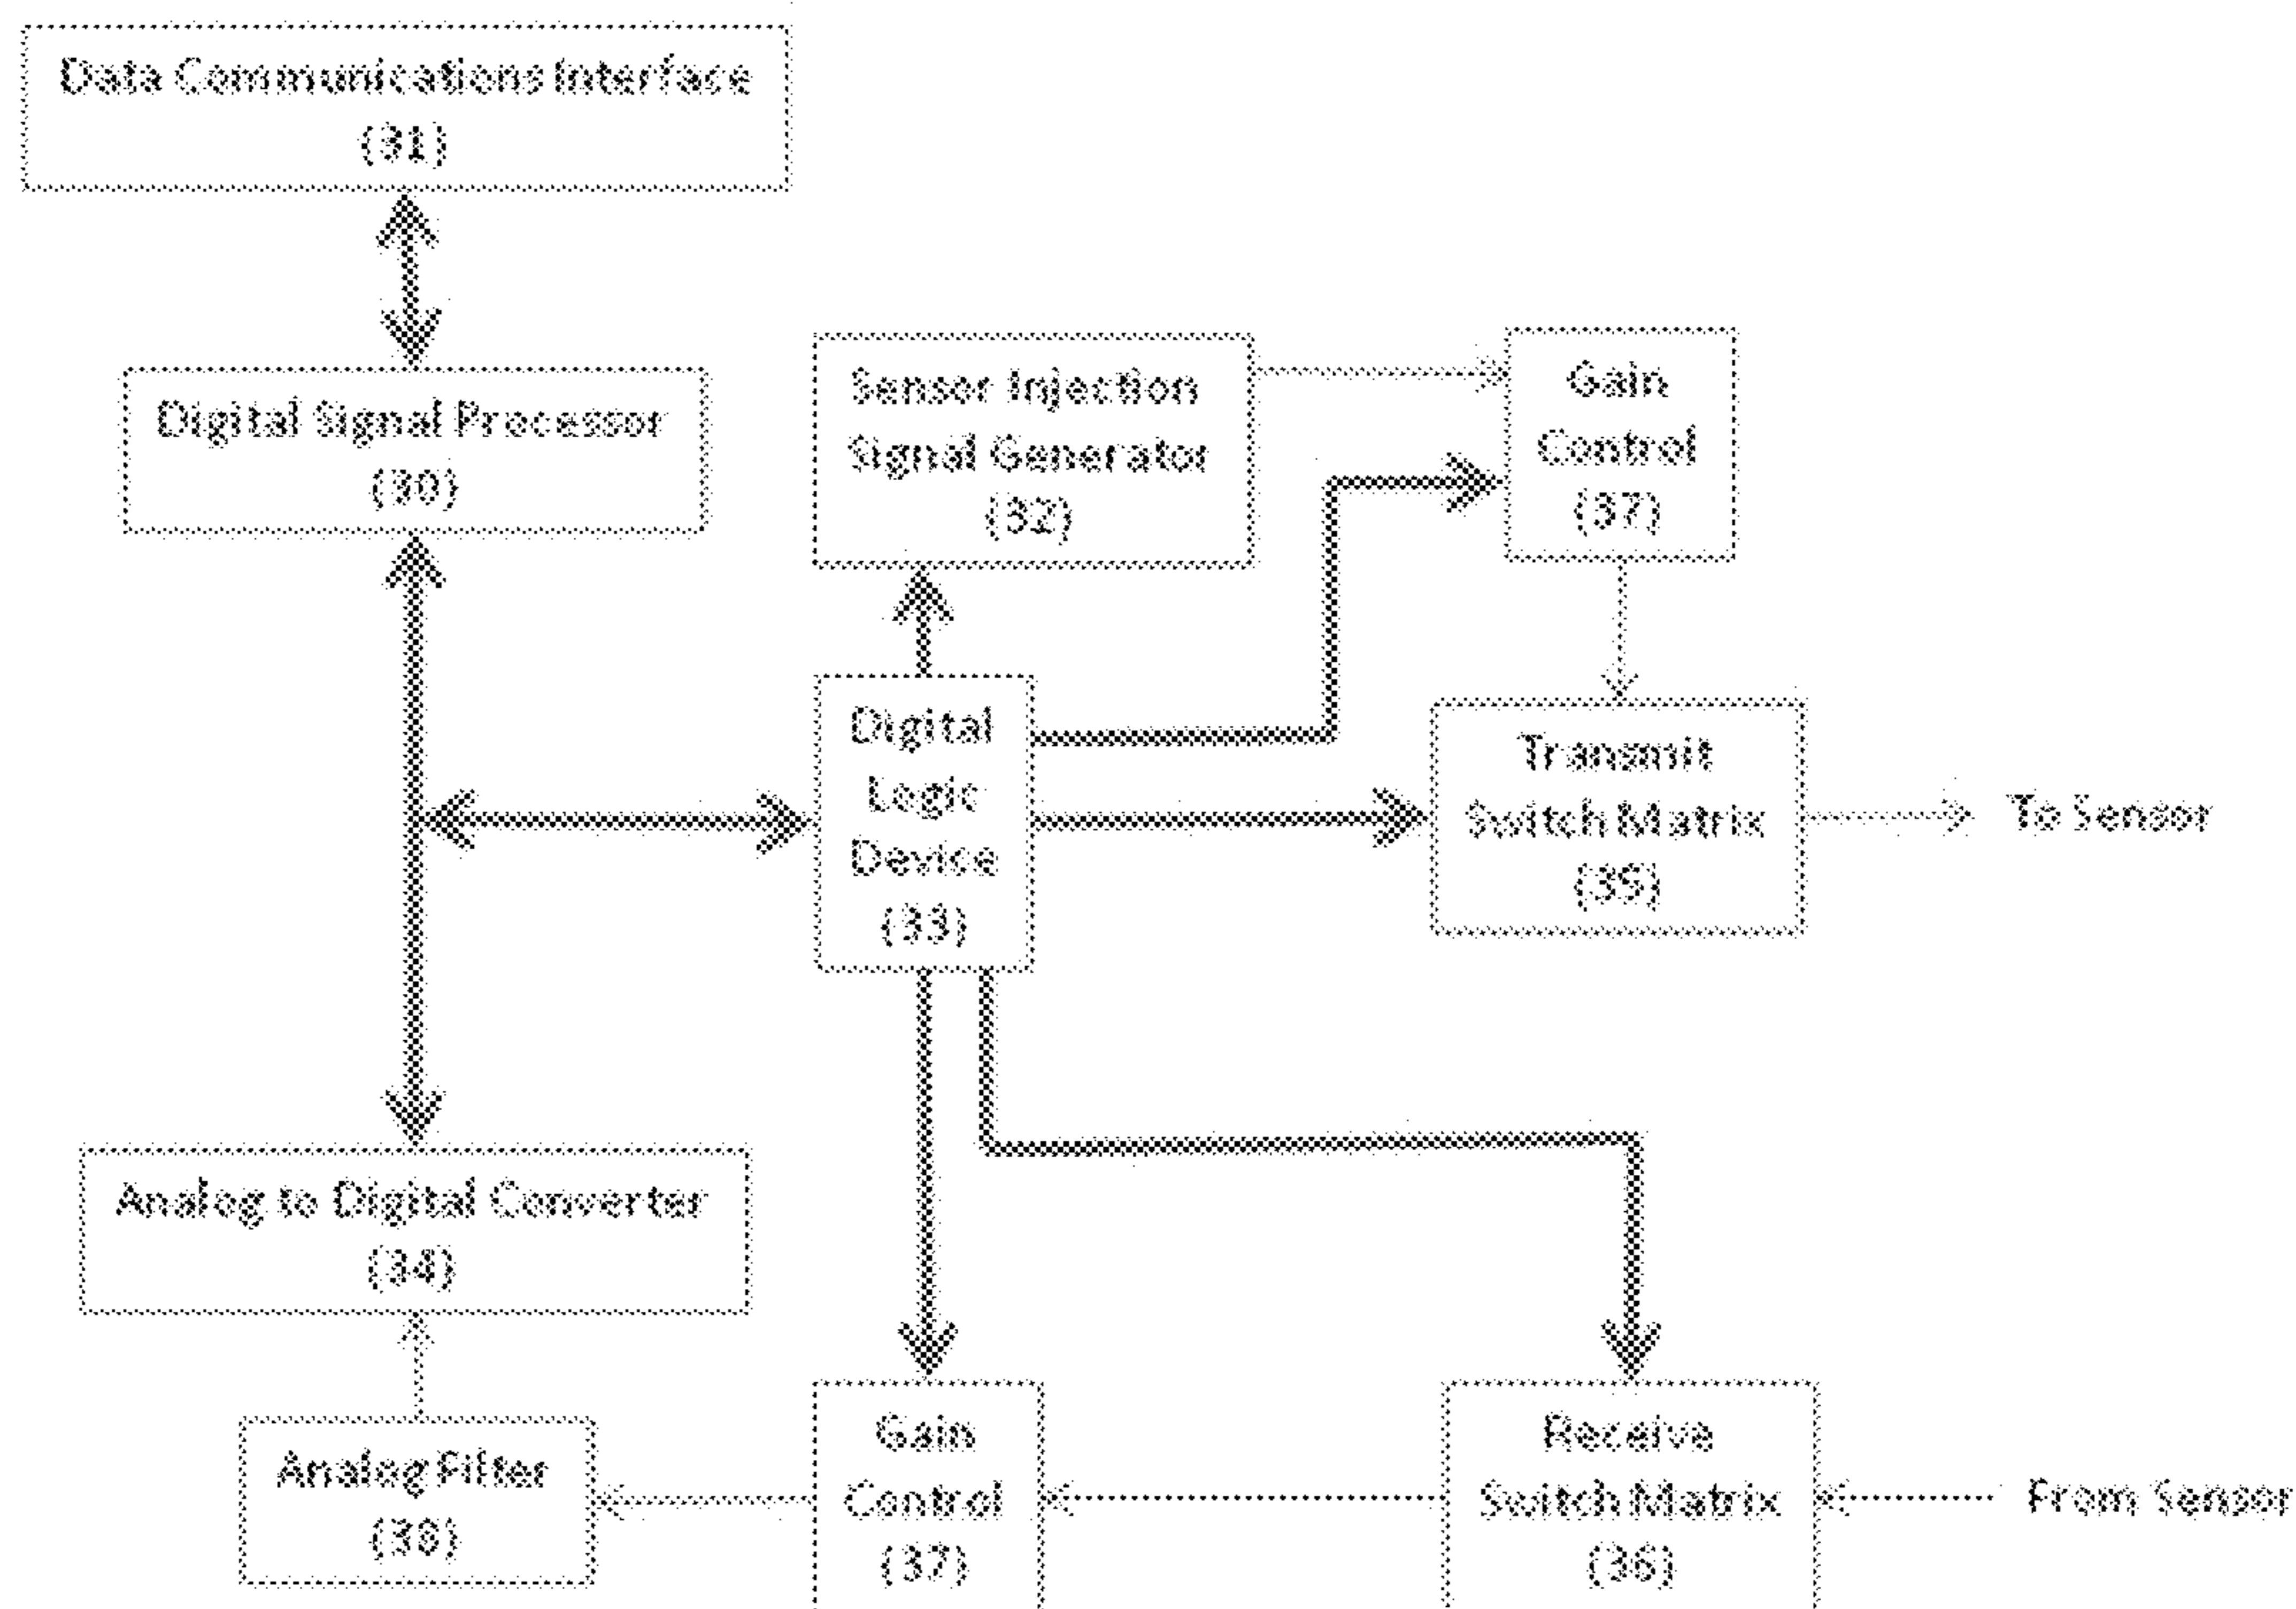 Data Communications Interface
(31)
Digital Signal Processor
(30)
Sensor Injection
Signal Generator
(32)
Gain
Control
(37)
Digital
Logic
Device
(33)
Transmit
Switch Matrix
(35)
To Sensor
Analog to Digital Converter
(34)
Analog Filter
(38)
Gain
Control
(37)
Receive
Switch Matrix
(36)
From Sensor